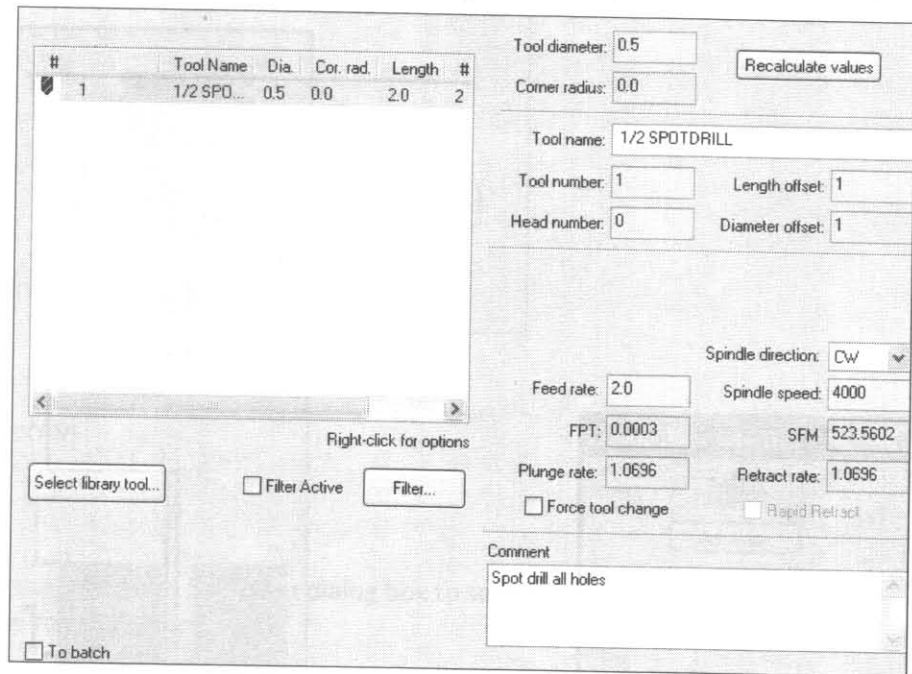 # Tool Name Dia. Cor. rad. Length #
1 1/2 SPO... 0.5 0.0 2.0 2
Right-click for options
Select library tool...
Filter Active
Filter...
To batch
Tool diameter: 0.5
Recalculate values
Corner radius: 0.0
Tool name: 1/2 SPOTDRILL
Tool number: 1 Length offset: 1
Head number: 0 Diameter offset: 1
Spindle direction: CW
Feed rate: 2.0 Spindle speed: 4000
FPT: 0.0003 SFM 523.5602
Plunge rate: 1.0696 Retract rate: 1.0696
Force tool change Rapid Retract
Comment
Spot drill all holes